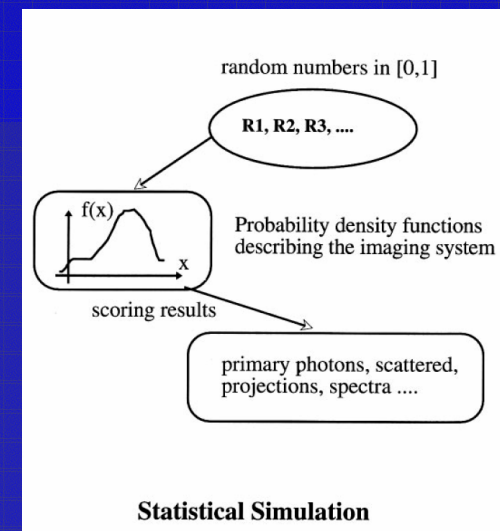 random numbers in [0,1]
R1, R2, R3, ....
f(x)
x
Probability density functions
describing the imaging system
scoring results
primary photons, scattered,
projections, spectra ....
Statistical Simulation